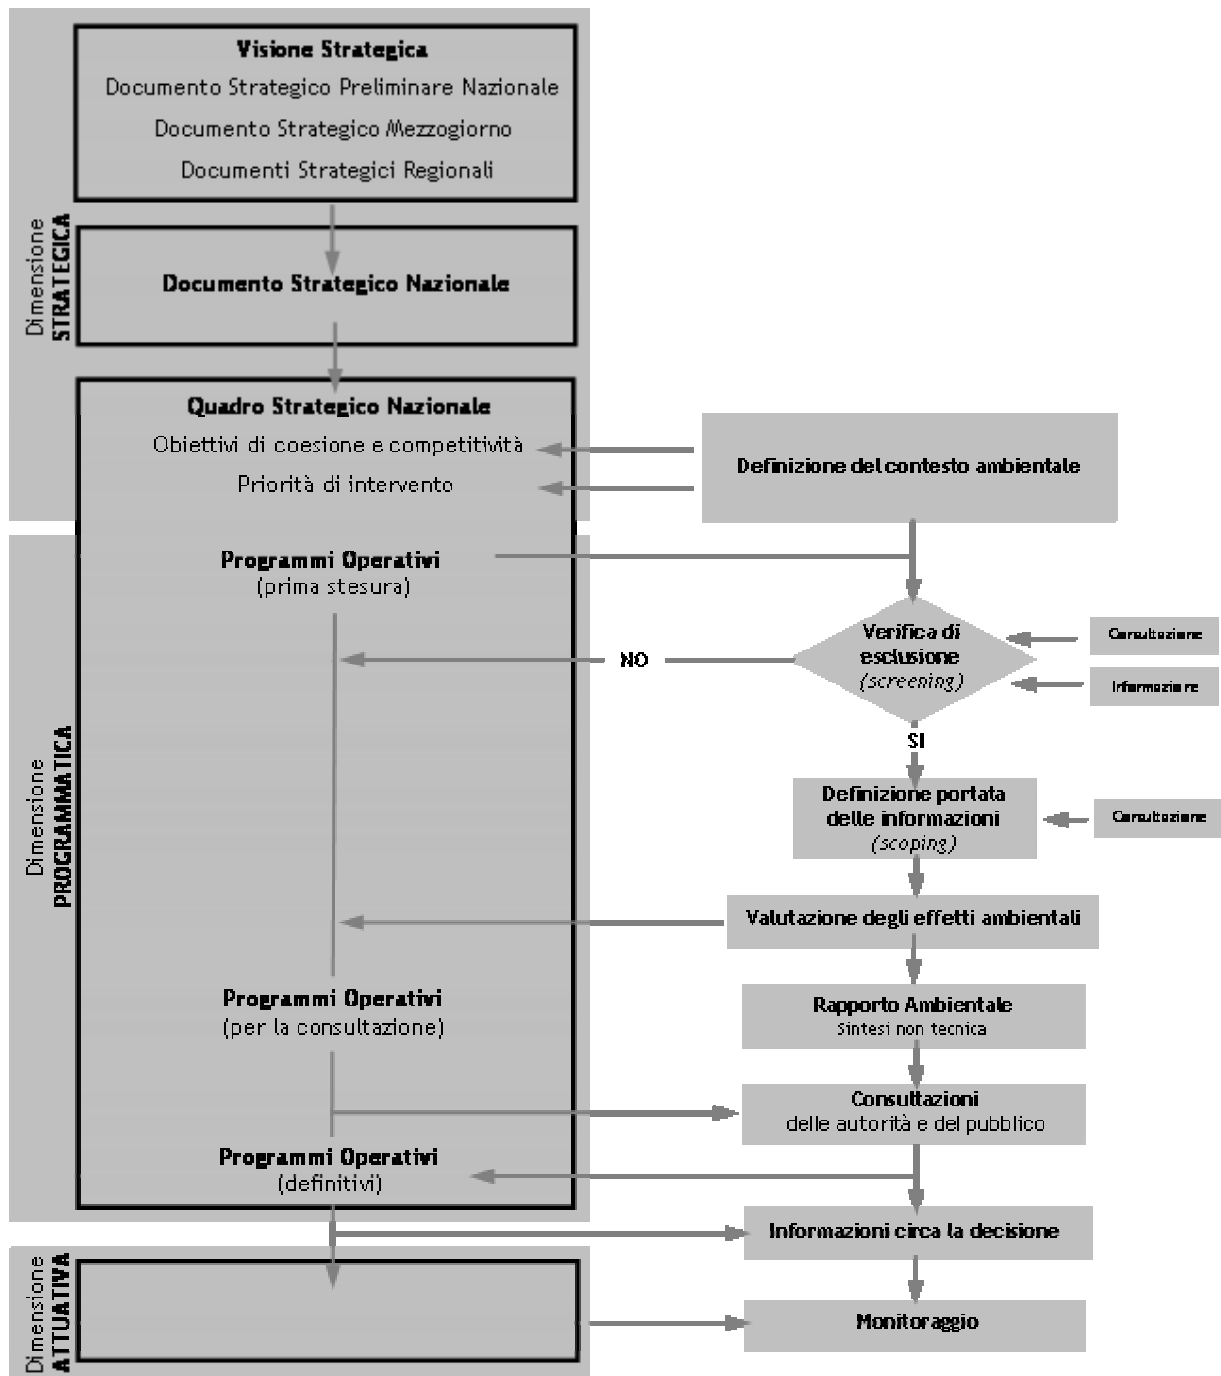 Visione Strategica
Documento Strategico Preliminare Nazionale
Documento Strategico Mezzogiorno
Documenti Strategici Regionali
Dimensione
STRATEGICA
Documento Strategico Nazionale
Quadro Strategico Nazionale
Obiettivi di coesione e competitività
Priorità di intervento
Definizione del contesto ambientale
Programmi Operativi
(prima stesura)
Verifica di
esclusione
(screening)
Consultazione
Informazione
NO
SI
Dimensione
PROGRAMMATICA
Definizione portata
delle informazioni
(scoping)
Consultazione
Valutazione degli effetti ambientali
Programmi Operativi
(per la consultazione)
Rapporto Ambientale
Sintesi non tecnica
Consultazioni
delle autorità e del pubblico
Programmi Operativi
(definitivi)
Informazioni circa la decisione
Dimensione
ATTUATIVA
Monitoraggio